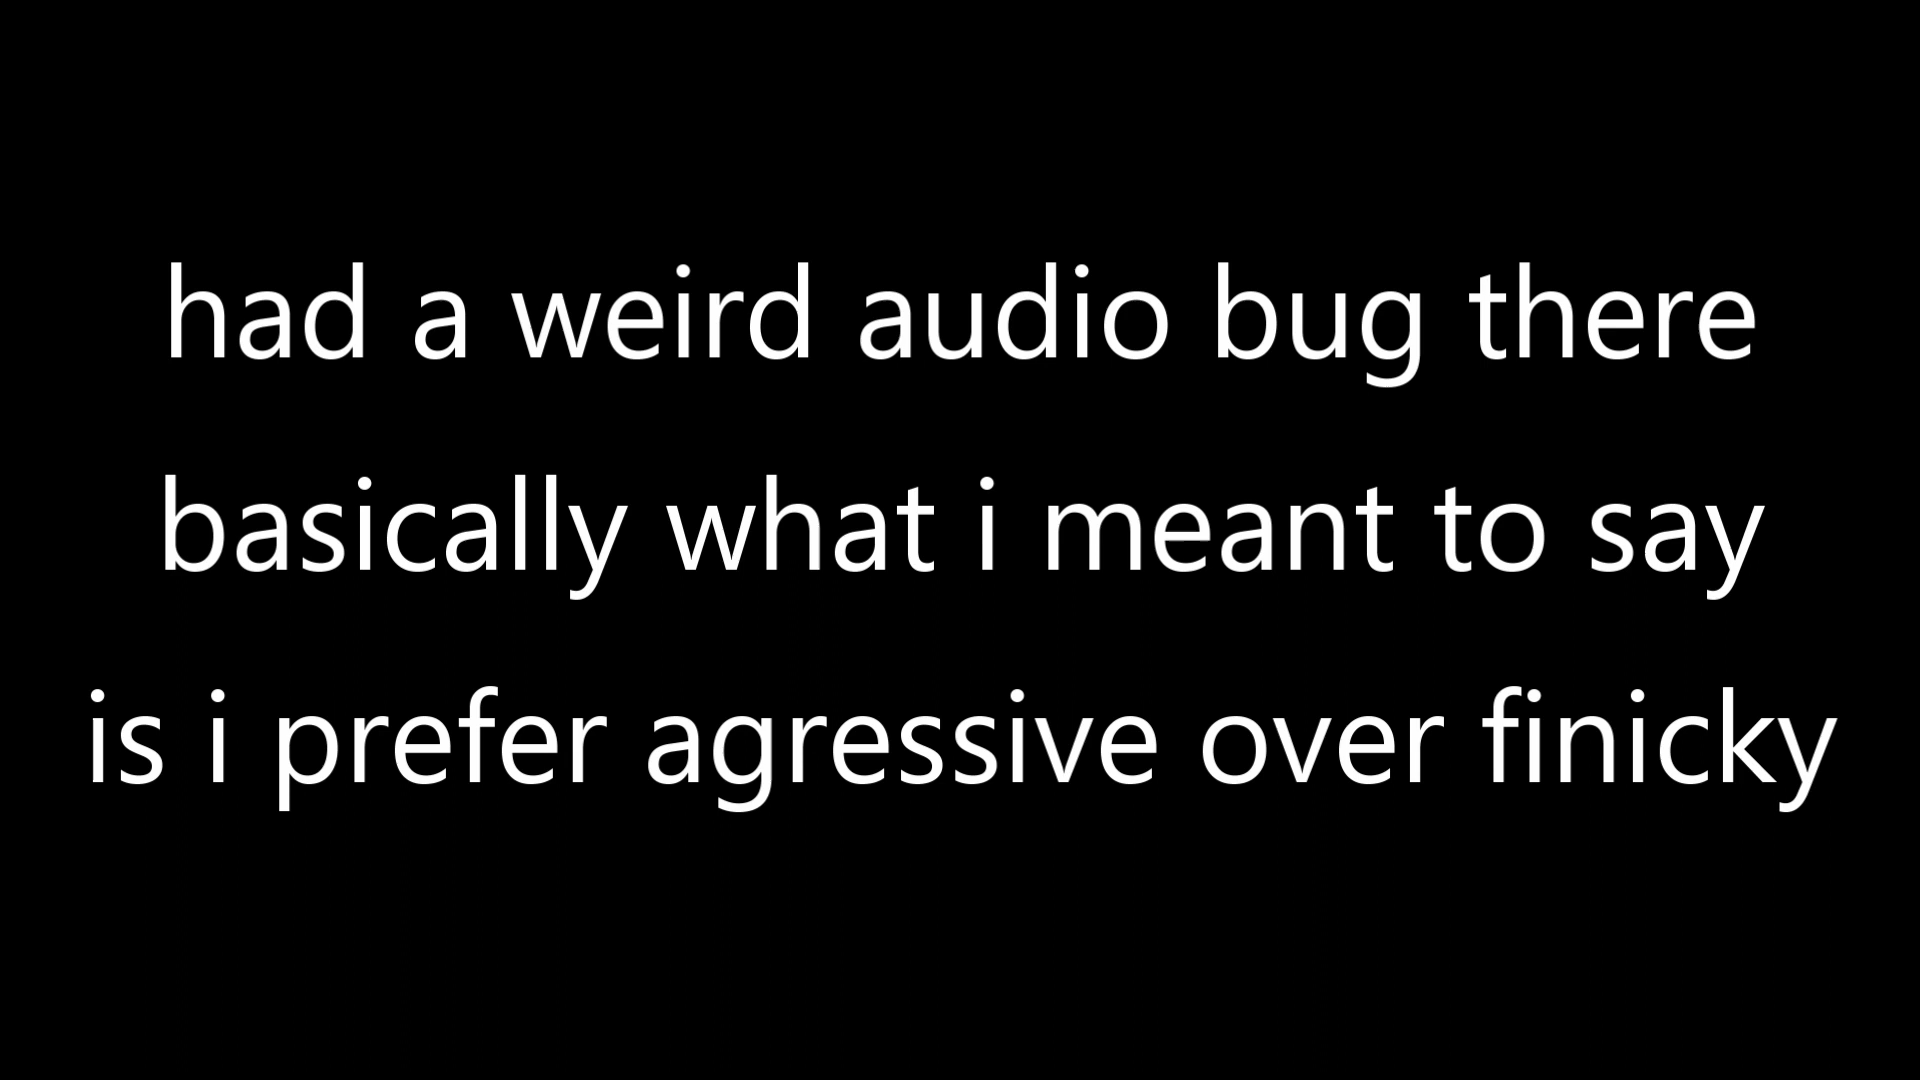 had a weird audio bug there
basically what i meant to say
is i prefer agressive over finicky